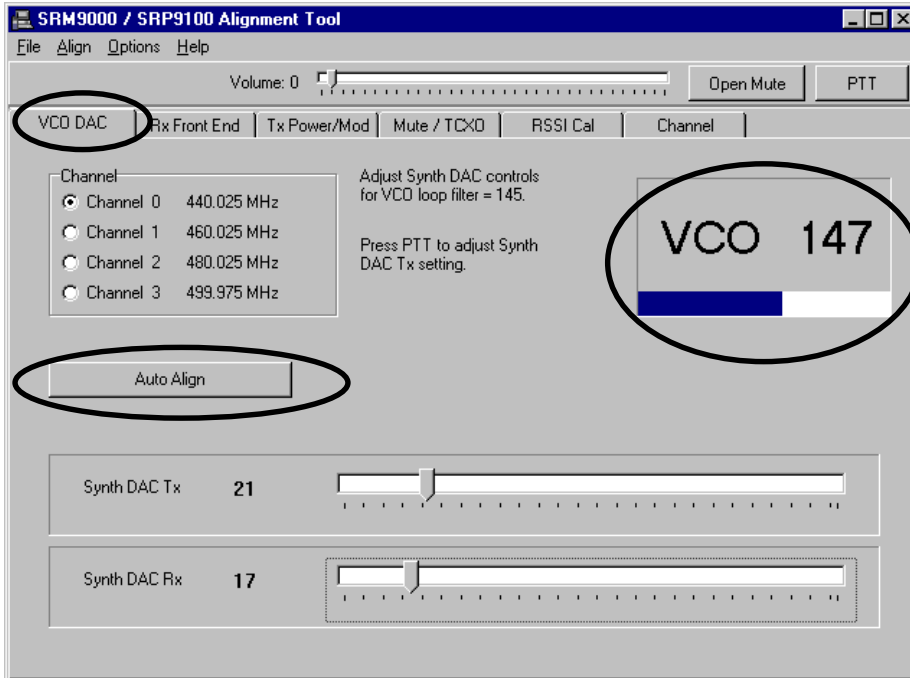 SRM9000 / SRP9100 Alignment Tool
File Align Options Help
Volume: 0 Open Mute PTT
VCO DAC Rx Front End Tx Power/Mod Mute / TCXO RSSI Cal Channel
Channel
Channel 0 440.025 MHz
Channel 1 460.025 MHz
Channel 2 480.025 MHz
Channel 3 499.975 MHz
Adjust Synth DAC controls
for VCO loop filter = 145.
Press PTT to adjust Synth
DAC Tx setting.
VCO 147
Auto Align
Synth DAC Tx 21
Synth DAC Rx 17